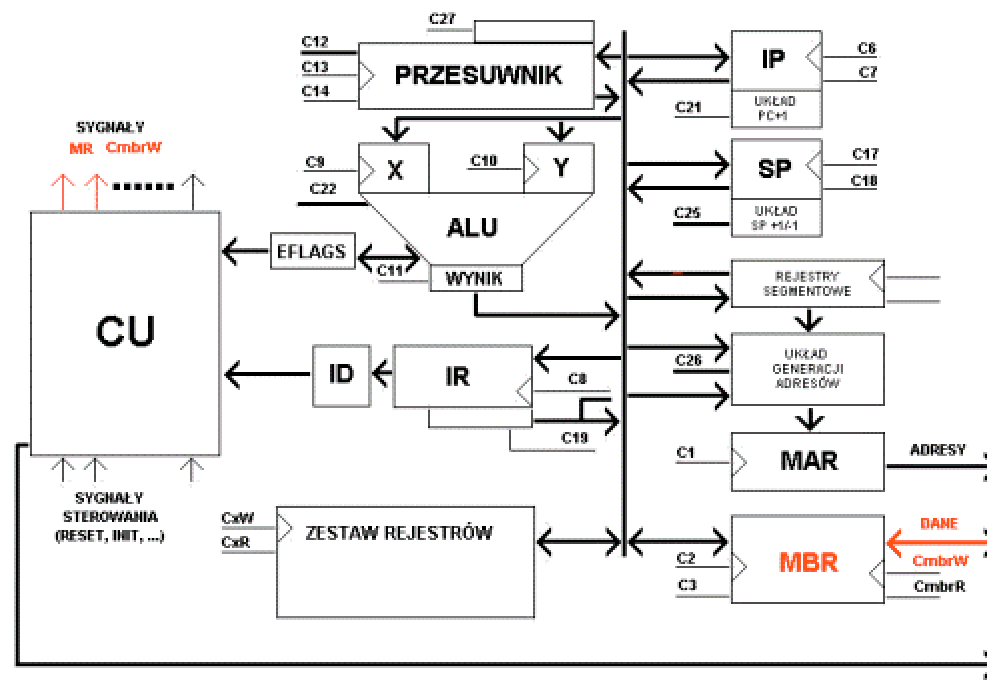 C27
C12
C13
C14
PRZESUWNIK
IP
C6
C7
C21
UKŁAD
PC+1
SYGNAŁY
MR CmbrW
C9
X
C10
Y
C22
ALU
SP
C17
C18
C25
UKŁAD
SP +1/-1
EFLAGS
C11
WYNIK
REJESTRY
SEGMENTOWE
CU
ID
IR
C8
C19
C26
UKŁAD
GENERACJI
ADRESÓW
C1
MAR
ADRESY
SYGNAŁY
STEROWANIA
(RESET, INIT, ...)
CxW
CxR
ZESTAW REJESTRÓW
C2
C3
MBR
DANE
CmbrW
CmbrR